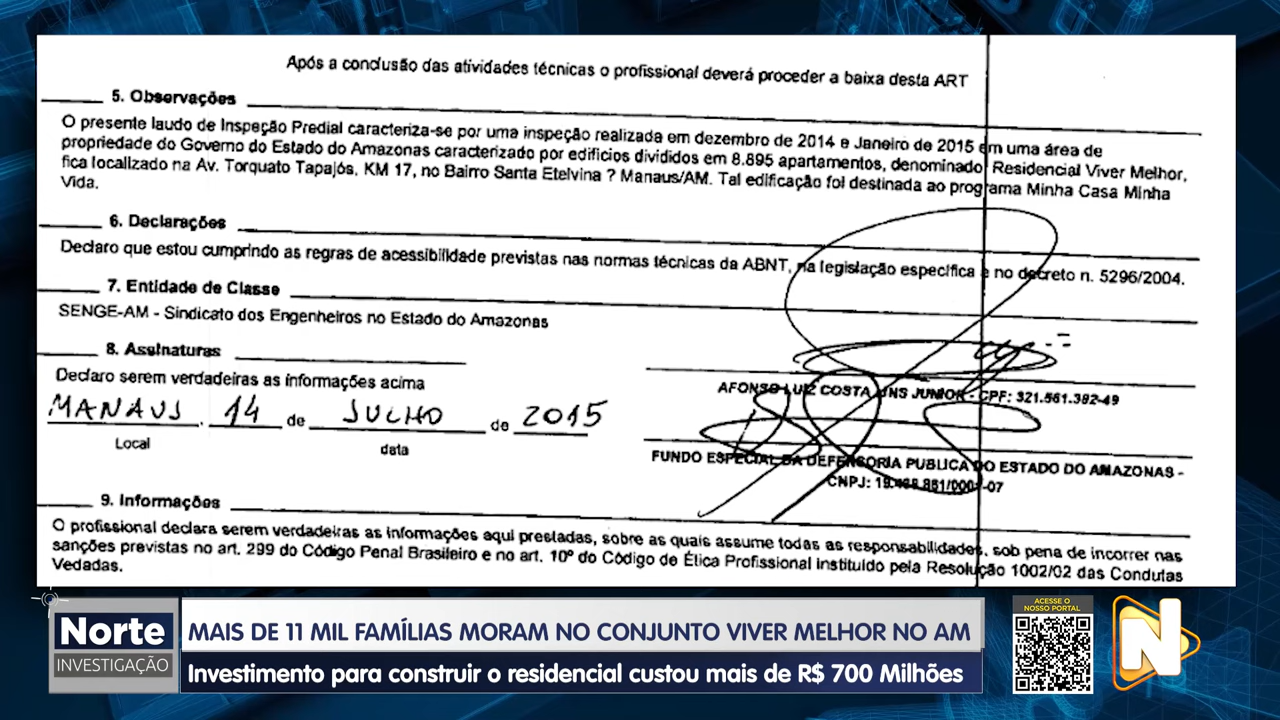 Após a conclusão das atividades técnicas o profissional deverá proceder a baixa desta ART
5. Observações
O presente laudo de Inspeção Predial caracteriza-se por uma inspeção realizada em dezembro de 2014 e Janeiro de 2015 em uma área de
propriedade do Governo do Estado do Amazonas caracterizado por edifícios divididos em 8.895 apartamentos, denominado Residencial Viver Melhor,
fica localizado na Av. Torquato Tapajós, KM 17, no Bairro Santa Etelvina ? Manaus/AM. Tal edificação foi destinada ao programa Minha Casa Minha
Vida.
6. Declarações
Declaro que estou cumprindo as regras de acessibilidade previstas nas normas técnicas da ABNT, na legislação específica e no decreto n. 5296/2004.
7. Entidade de Classe
SENGE-AM - Sindicato dos Engenheiros no Estado do Amazonas
8. Assinaturas
Declaro serem verdadeiras as informações acima
MANAUS, 14 de JULHO de 2015
Local data
AFONSO LUIZ COSTA LINS JUNIOR - CPF: 321.561.392-49
FUNDO ESPECIAL DA DEFENSORIA PUBLICA DO ESTADO DO AMAZONAS -
CNPJ:
9. Informações
O profissional declara serem verdadeiras as informações aqui prestadas, sobre as quais assume todas as responsabilidades, sob pena de incorrer nas
sanções previstas no art. 299 do Código Penal Brasileiro e no art. 10º do Código de Ética Profissional instituído pela Resolução 1002/02 das Condutas
Vedadas.
Norte
INVESTIGAÇÃO
MAIS DE 11 MIL FAMÍLIAS MORAM NO CONJUNTO VIVER MELHOR NO AM
Investimento para construir o residencial custou mais de R$ 700 Milhões
ACESSE O
NOSSO PORTAL
N